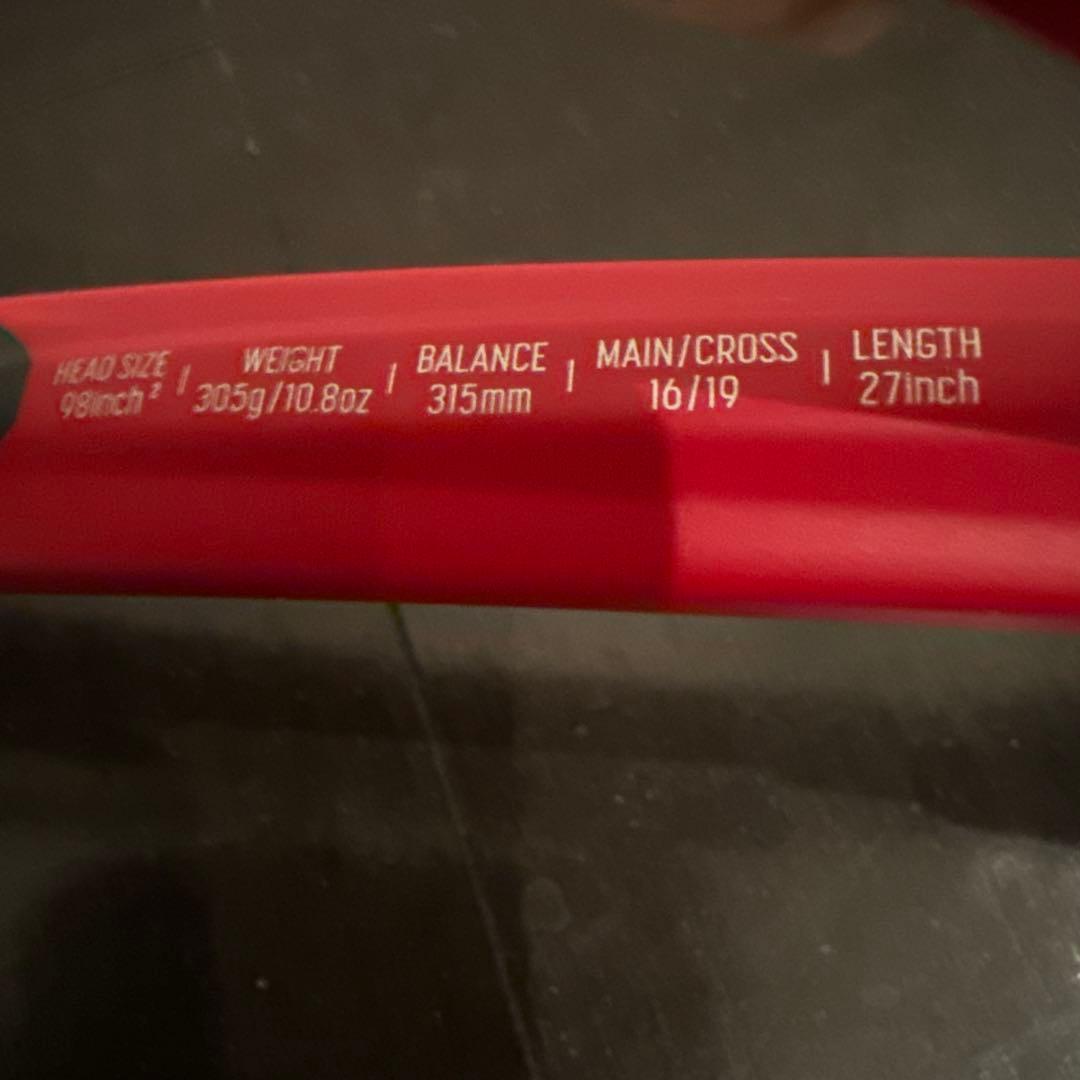 HEAD SIZE | WEIGHT | BALANCE | MAIN/CROSS | LENGTH
98inch² 305g/10.8oz 315mm 16/19 27inch